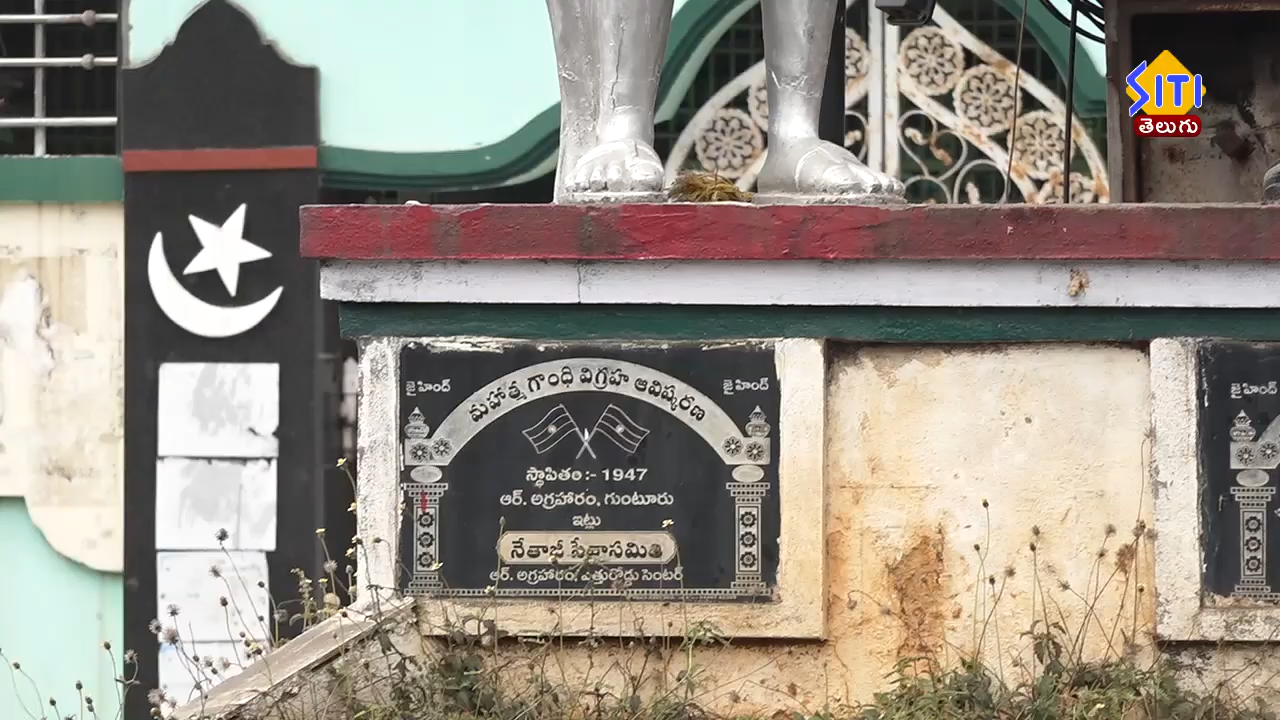 SITI
తెలుగు
జై హింద్
జై హింద్
మహాత్మ గాంధి విగ్రహ ఆవిష్కరణ
స్థాపితం :- 1947
ఆర్. అగ్రహారం, గుంటూరు
ఇట్లు
నేతాజీ సేవాసమితి
ఆర్. అగ్రహారం, ఎత్తురోడ్డు సెంటర్
జై హింద్